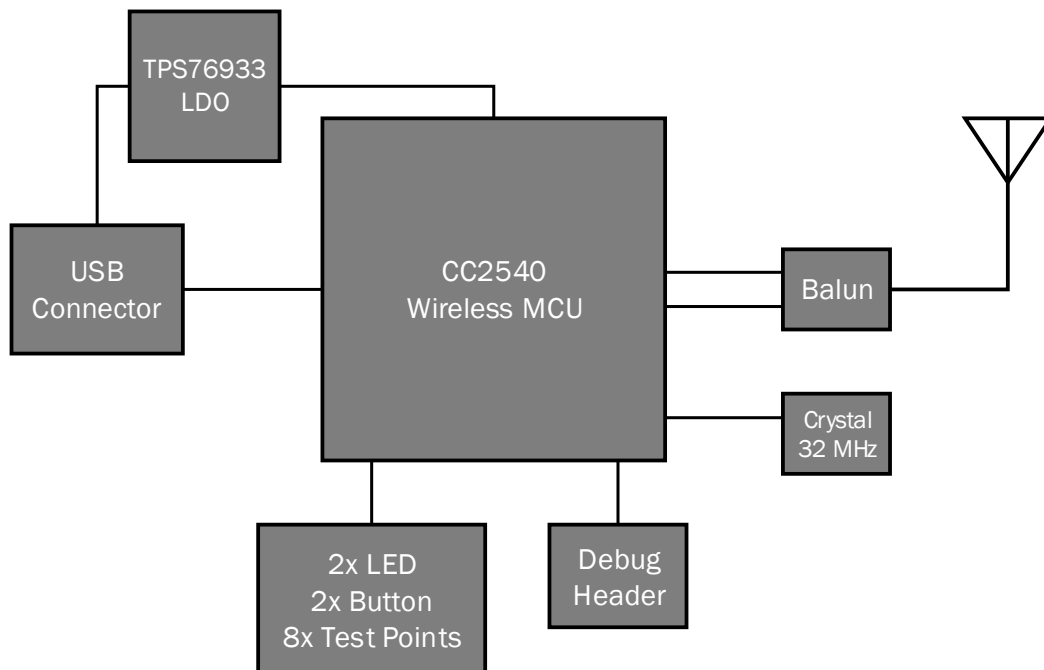 TPS76933
LDO
USB
Connector
CC2540
Wireless MCU
Balun
Crystal
32 MHz
2x LED
2x Button
8x Test Points
Debug
Header